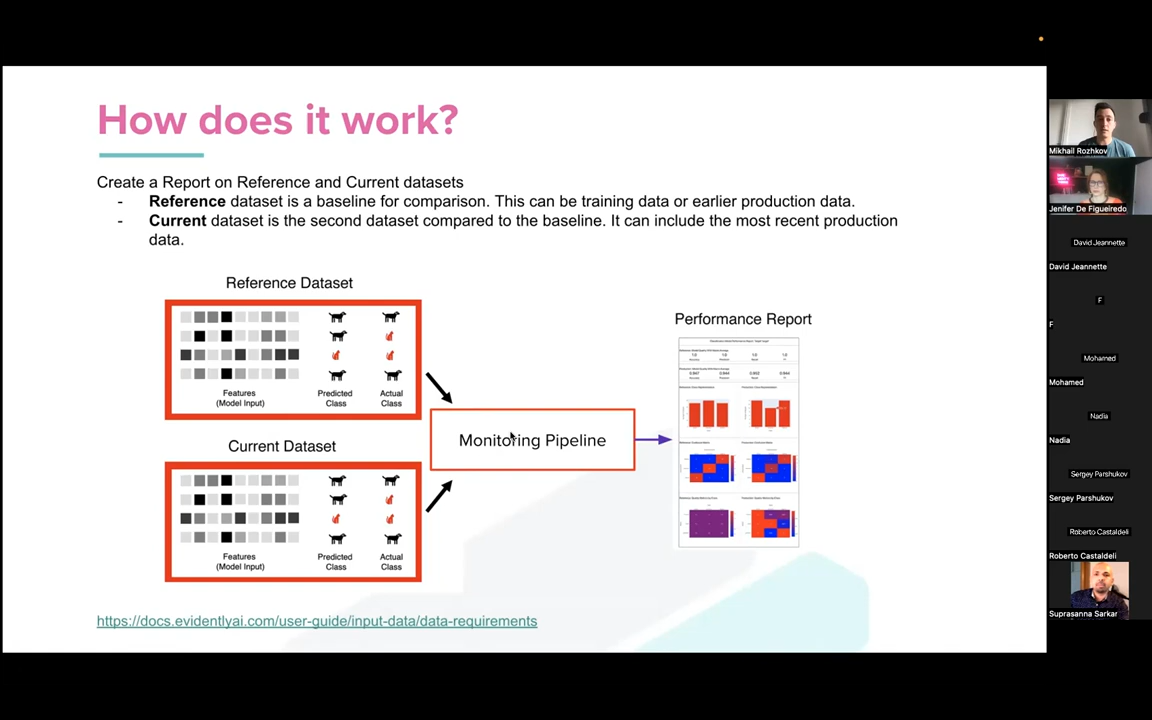 How does it work?
Create a Report on Reference and Current datasets
- Reference dataset is a baseline for comparison. This can be training data or earlier production data.
- Current dataset is the second dataset compared to the baseline. It can include the most recent production
data.
Reference Dataset
Features
(Model Input)
Predicted
Class
Actual
Class
Current Dataset
Features
(Model Input)
Predicted
Class
Actual
Class
Monitoring Pipeline
Performance Report
https://docs.evidentlyai.com/user-guide/input-data/data-requirements
Mikhail Rozhkov
Jenifer De Figueiredo
David Jeannette
David Jeannette
F
F
Mohamed
Mohamed
Nadia
Nadia
Sergey Parshukov
Sergey Parshukov
Roberto Castaldeli
Roberto Castaldeli
Suprasanna Sarkar